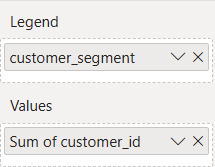 Legend
customer_segment
Values
Sum of customer_id